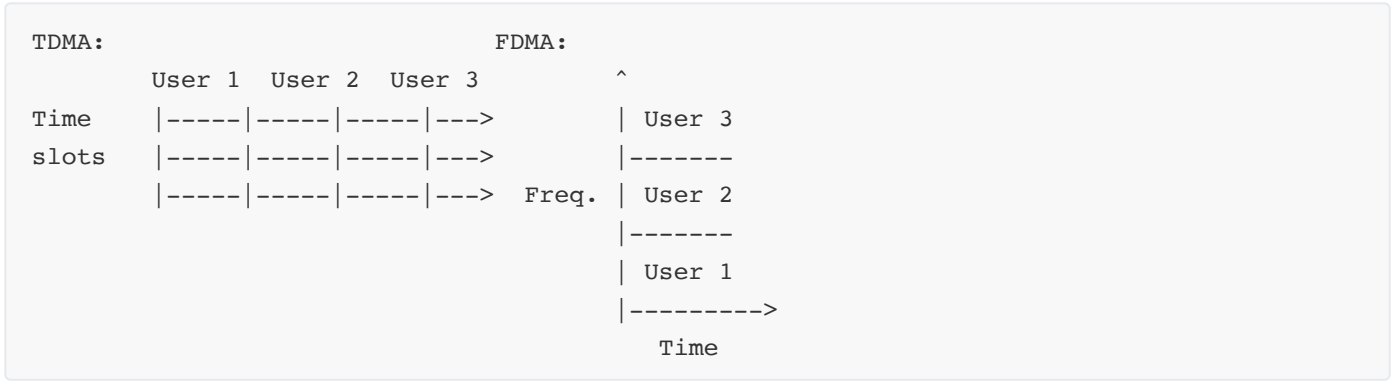 TDMA:                          FDMA:
        User 1  User 2  User 3         ^
Time    |-----|-----|-----|--->        | User 3
slots   |-----|-----|-----|--->        |-------
        |-----|-----|-----|--->  Freq. | User 2
                                       |-------
                                       | User 1
                                       |--------->
                                          Time